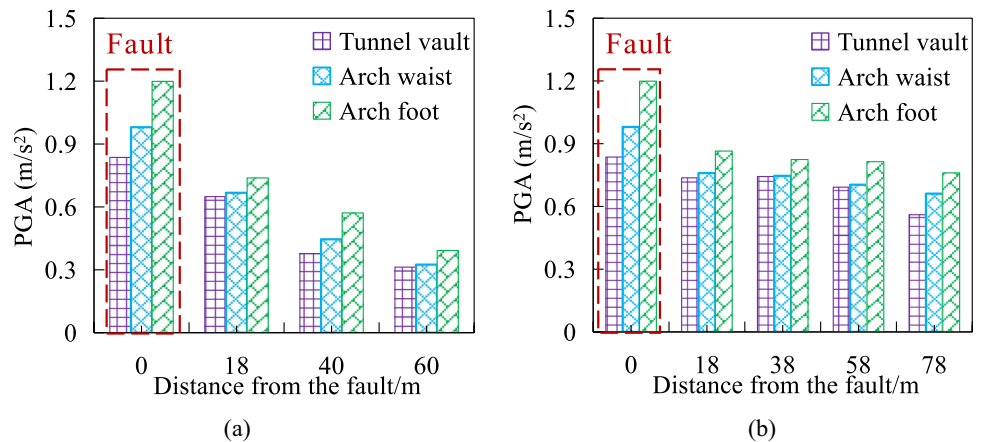 1.5
1.2
0.9
0.6
0.3
0
PGA (m/s²)
Fault
Tunnel vault
Arch waist
Arch foot
0 18 40 60
Distance from the fault/m
(a)
1.5
1.2
0.9
0.6
0.3
0
PGA (m/s²)
Fault
Tunnel vault
Arch waist
Arch foot
0 18 38 58 78
Distance from the fault/m
(b)